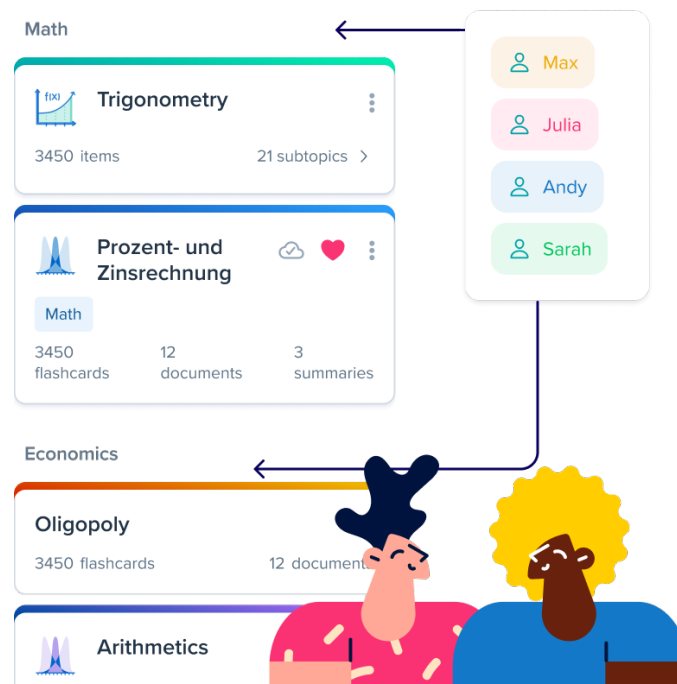 Math
f(X)
Trigonometry
3450 items
21 subtopics
Prozent- und
Zinsrechnung
Math
3450
flashcards
12
documents
3
summaries
Max
Julia
Andy
Sarah
Economics
Oligopoly
3450 flashcards
12 document
Arithmetics